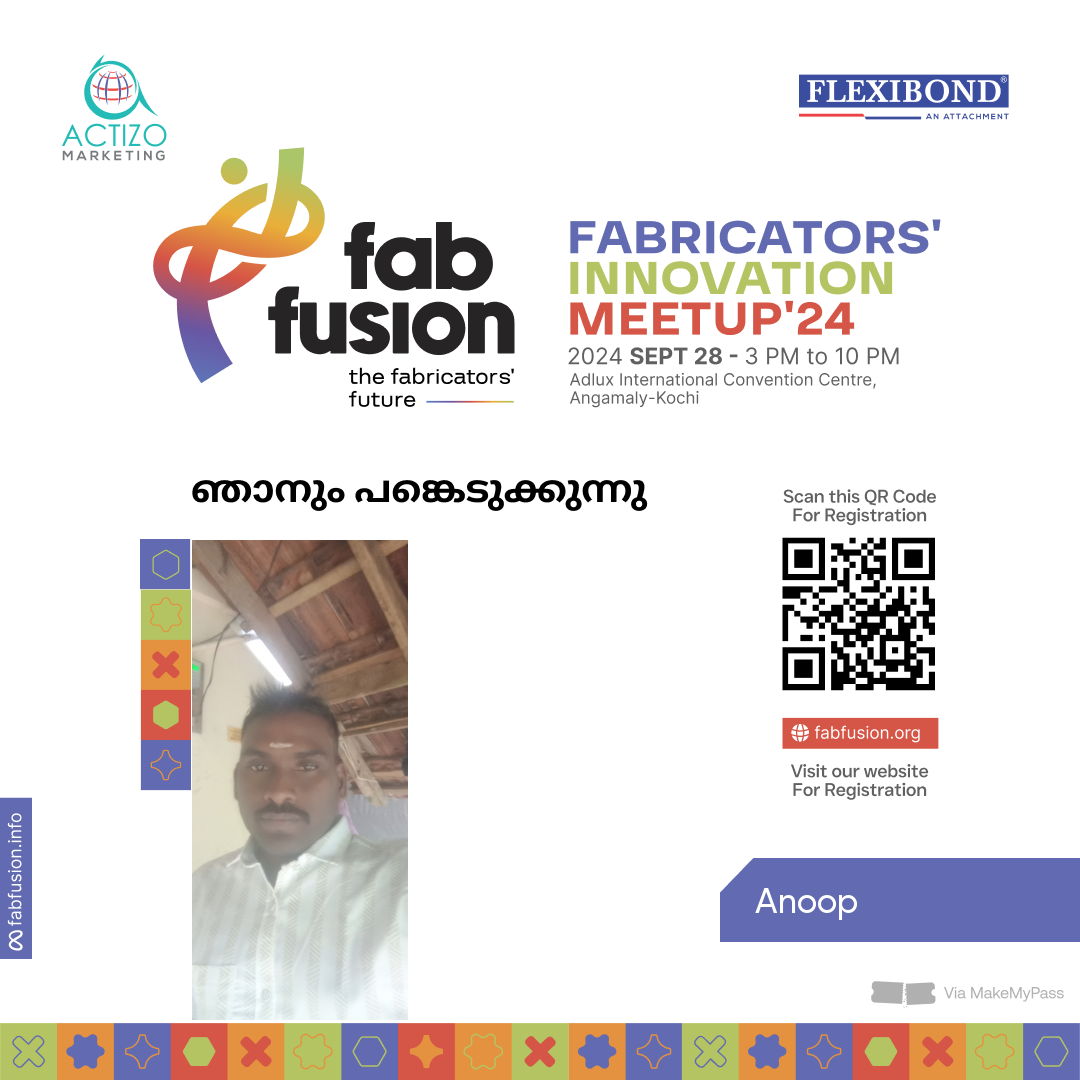 ACTIZO
MARKETING
FLEXIBOND®
AN ATTACHMENT
fab
fusion
the fabricators'
future
FABRICATORS'
INNOVATION
MEETUP'24
2024 SEPT 28 - 3 PM to 10 PM
Adlux International Convention Centre,
Angamaly-Kochi
ഞാനും പങ്കെടുക്കുന്നു
Scan this QR Code
For Registration
fabfusion.org
Visit our website
For Registration
fabfusion.info
Anoop
Via MakeMyPass